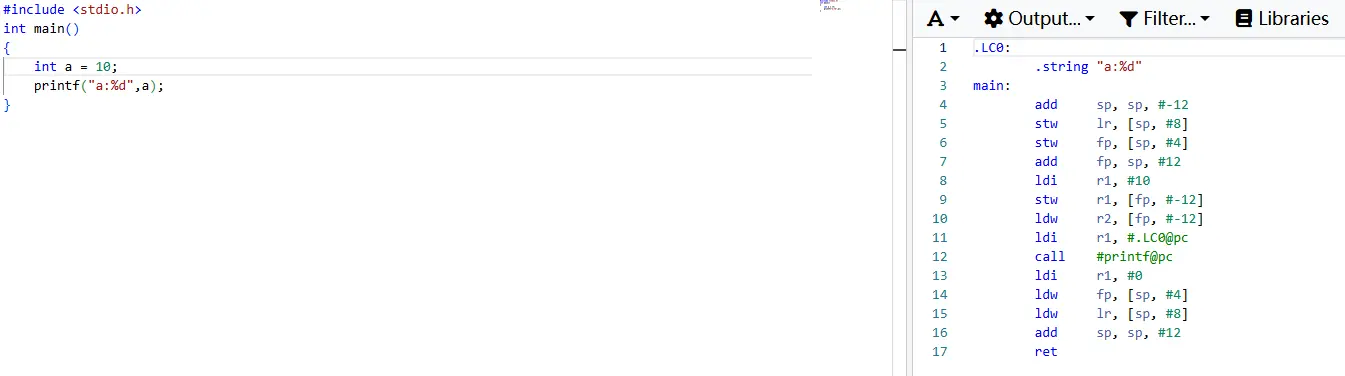 #include <stdio.h>
int main()
{
    int a = 10;
    printf("a:%d",a);
}
A Output... Filter... Libraries
1 .LC0:
2         .string "a:%d"
3 main:
4         add     sp, sp, #-12
5         stw     lr, [sp, #8]
6         stw     fp, [sp, #4]
7         add     fp, sp, #12
8         ldi     r1, #10
9         stw     r1, [fp, #-12]
10         ldw     r2, [fp, #-12]
11         ldi     r1, #.LC0@pc
12         call    #printf@pc
13         ldi     r1, #0
14         ldw     fp, [sp, #4]
15         ldw     lr, [sp, #8]
16         add     sp, sp, #12
17         ret